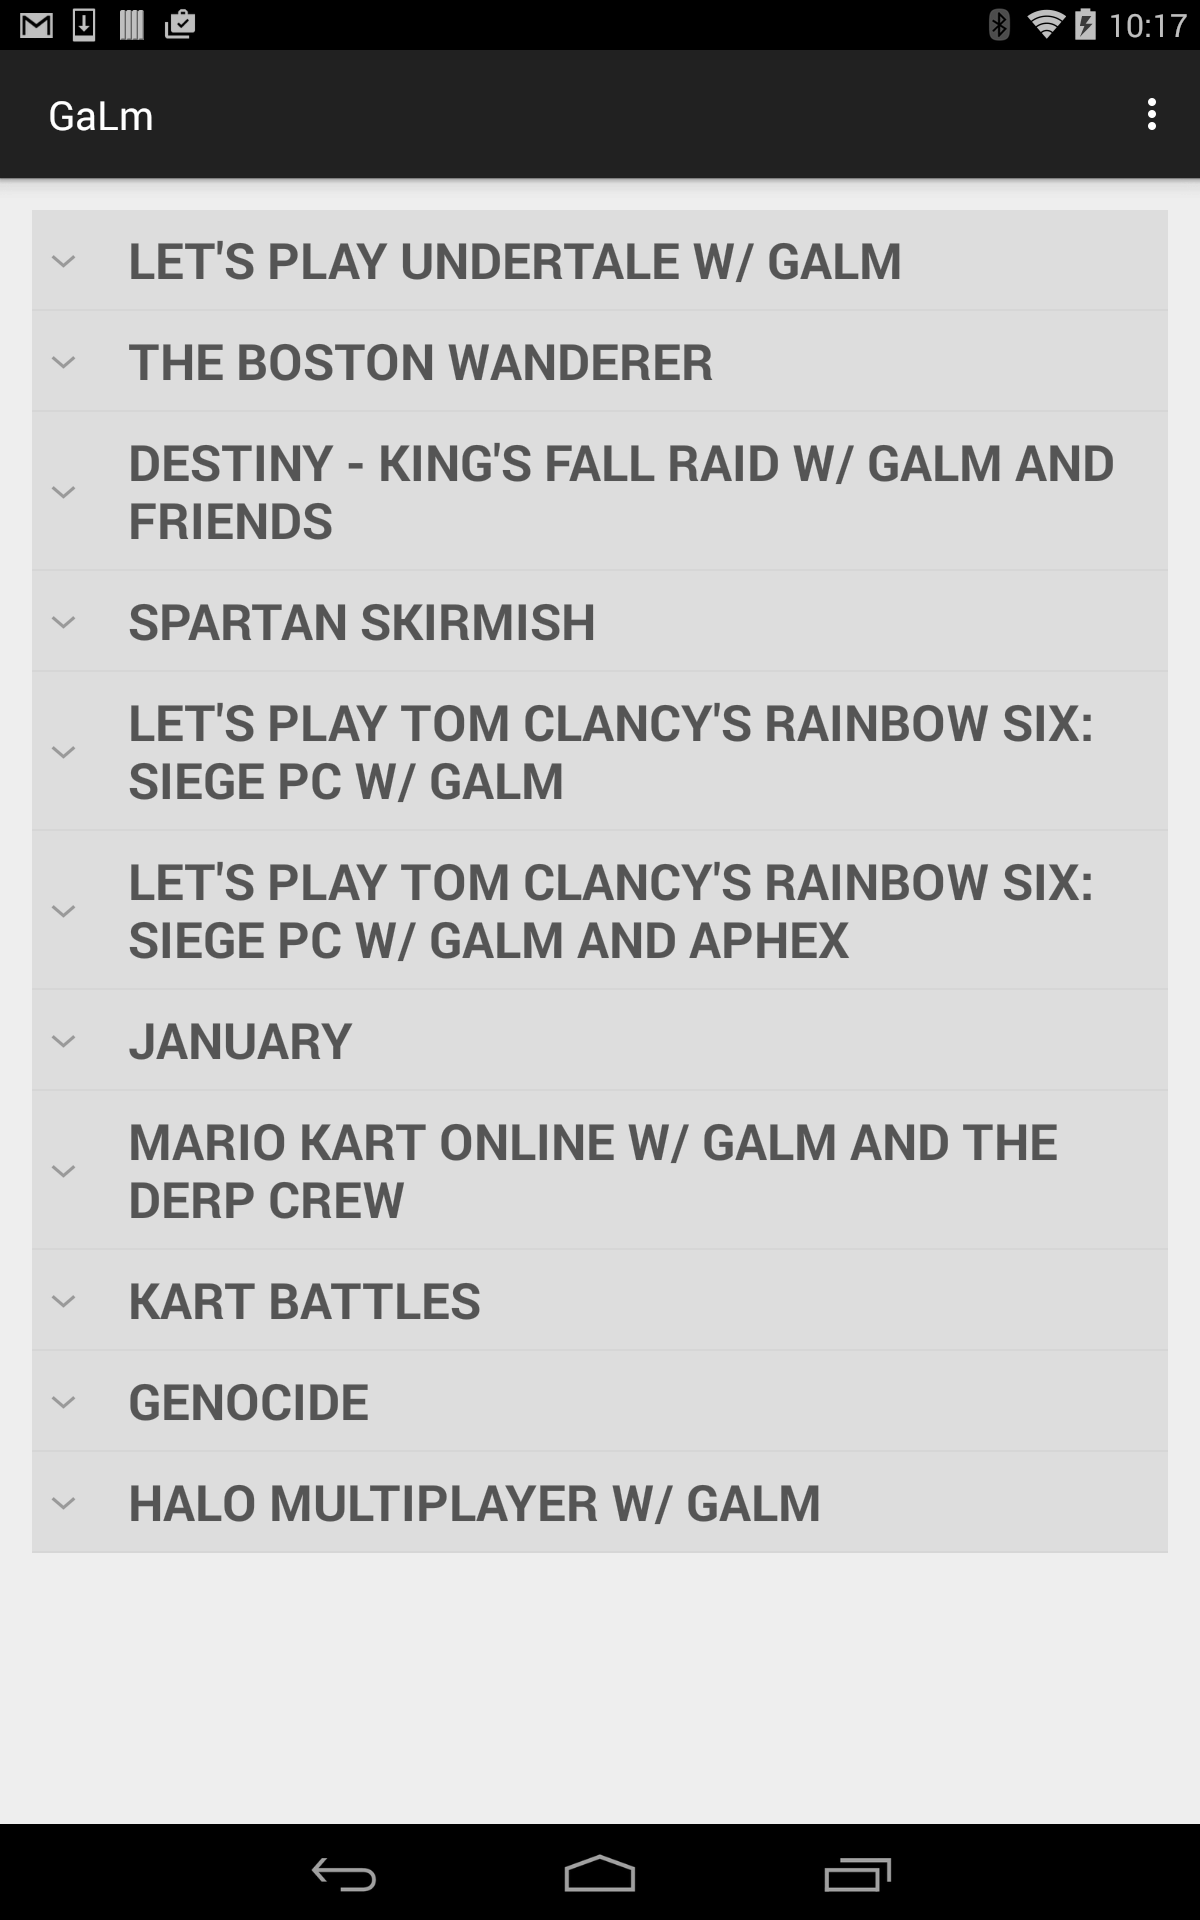 10:17
GaLm
LET'S PLAY UNDERTALE W/ GALM
THE BOSTON WANDERER
DESTINY - KING'S FALL RAID W/ GALM AND
FRIENDS
SPARTAN SKIRMISH
LET'S PLAY TOM CLANCY'S RAINBOW SIX:
SIEGE PC W/ GALM
LET'S PLAY TOM CLANCY'S RAINBOW SIX:
SIEGE PC W/ GALM AND APHEX
JANUARY
MARIO KART ONLINE W/ GALM AND THE
DERP CREW
KART BATTLES
GENOCIDE
HALO MULTIPLAYER W/ GALM